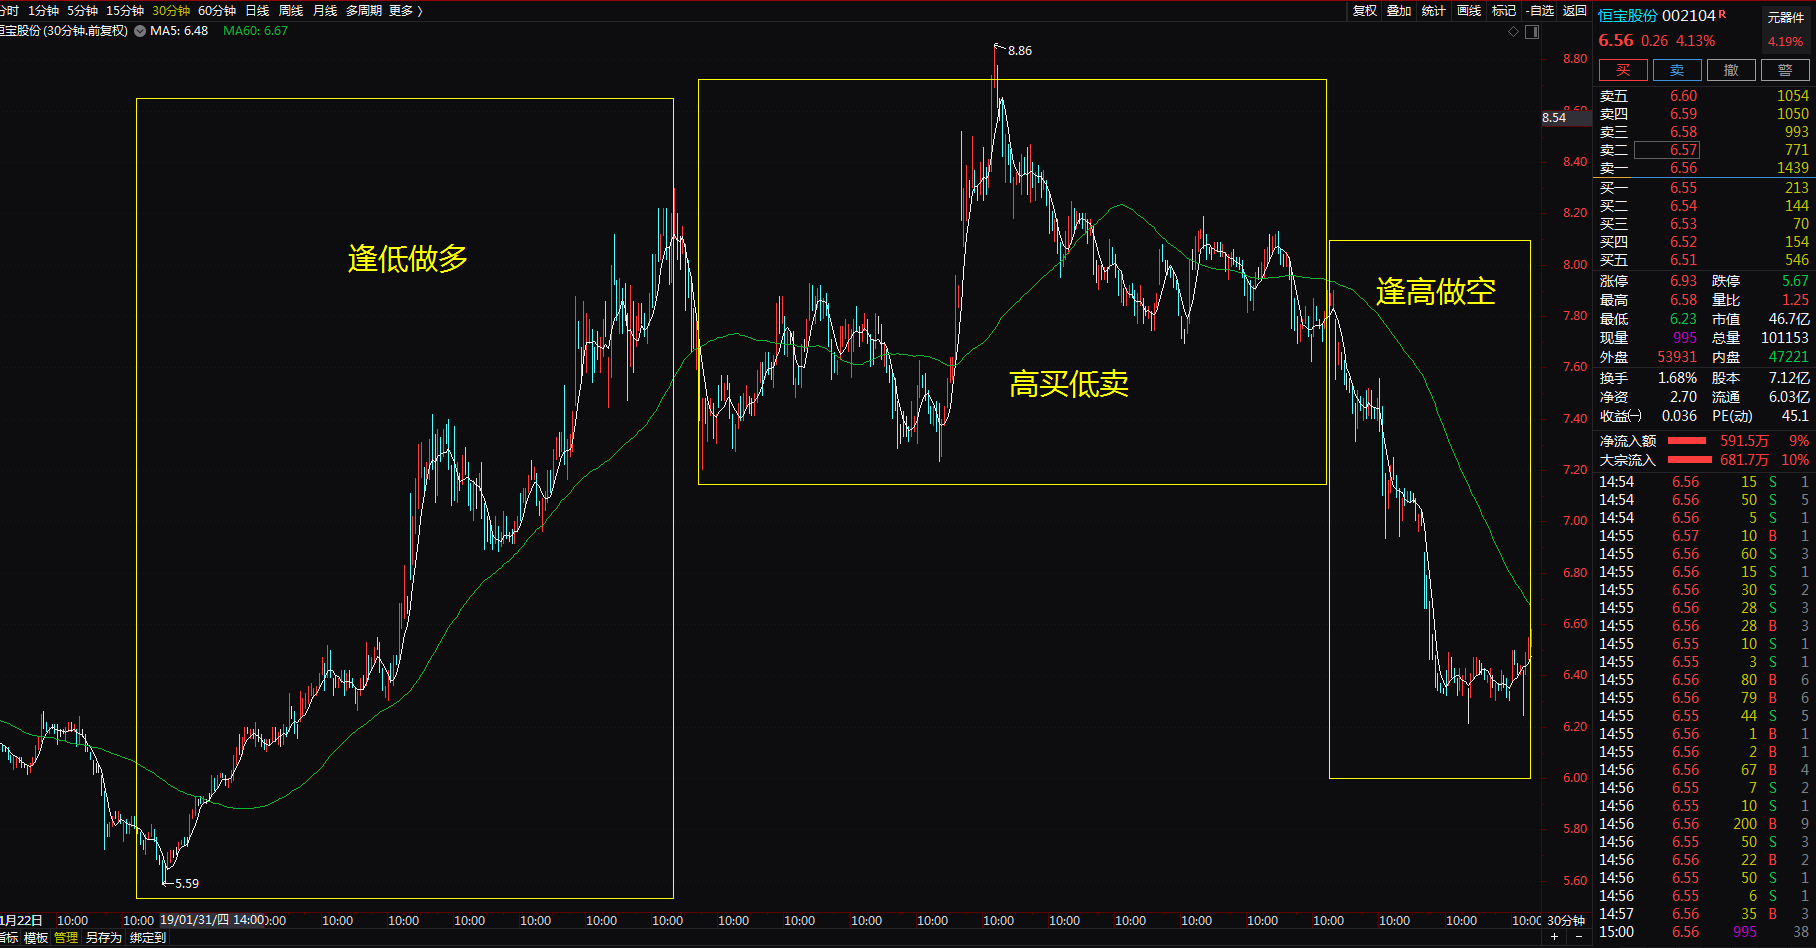 分时 1分钟 5分钟 15分钟 30分钟 60分钟 日线 周线 月线 多周期 更多 〉
复权 叠加 统计 画线 标记 -自选 返回
恒宝股份 (30分钟.前复权) MA5: 6.48 MA60: 6.67
8.86
逢低做多
高买低卖
逢高做空
5.59
8.80
8.60
8.54
8.40
8.20
8.00
7.80
7.60
7.40
7.20
7.00
6.80
6.60
6.40
6.20
6.00
5.80
5.60
1月22日 10:00 10:00 19/01/31/四 14:00 0:00 10:00 10:00 10:00 10:00 10:00 10:00 10:00 10:00 10:00 10:00 10:00 10:00 10:00 10:00 10:00 10:00 10:00 10:00 10:00 30分钟
指标 模板 管理 另存为 绑定到 + −
恒宝股份 002104 R 元器件
6.56 0.26 4.13% 4.19%
买 卖 撤 警
卖五 6.60 1054
卖四 6.59 1050
卖三 6.58 993
卖二 6.57 771
卖一 6.56 1439
买一 6.55 213
买二 6.54 144
买三 6.53 70
买四 6.52 154
买五 6.51 546
涨停 6.93 跌停 5.67
最高 6.58 量比 1.25
最低 6.23 市值 46.7亿
现量 995 总量 101153
外盘 53931 内盘 47221
换手 1.68% 股本 7.12亿
净资 2.70 流通 6.03亿
收益㈠ 0.036 PE(动) 45.1
净流入额 591.5万 9%
大宗流入 681.7万 10%
14:54 6.56 15 S 1
14:54 6.56 50 S 5
14:54 6.56 5 S 1
14:55 6.57 10 B 1
14:55 6.56 60 S 3
14:55 6.56 15 S 1
14:55 6.56 30 S 2
14:55 6.56 28 S 3
14:55 6.56 28 B 3
14:55 6.55 10 S 1
14:55 6.55 3 S 1
14:55 6.56 80 B 6
14:55 6.56 79 B 6
14:55 6.55 44 S 5
14:55 6.56 1 B 1
14:55 6.56 2 B 1
14:56 6.56 67 B 4
14:56 6.55 7 S 2
14:56 6.55 10 S 1
14:56 6.56 200 B 9
14:56 6.55 50 S 3
14:56 6.56 22 B 2
14:56 6.55 50 S 1
14:56 6.55 6 S 1
14:57 6.56 35 B 3
15:00 6.56 995 38